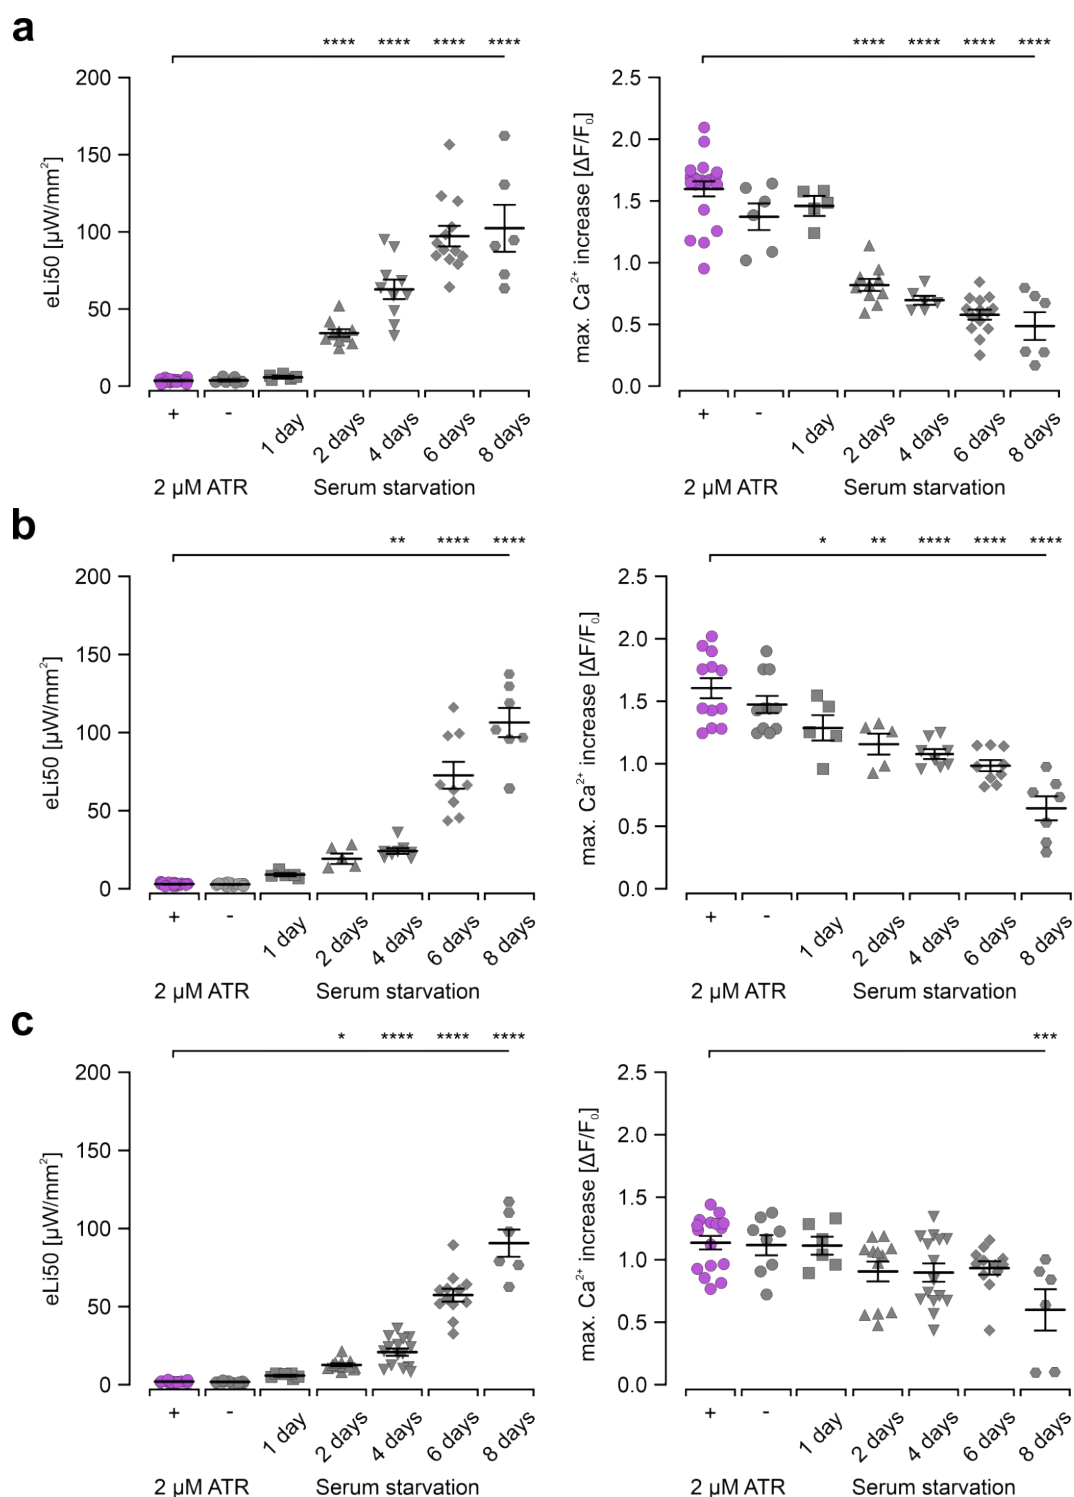 a
**** **** **** ****
200
150
100
50
0
eLi50 [µW/mm²]
+ - 1 day 2 days 4 days 6 days 8 days
2 µM ATR Serum starvation
**** **** **** ****
2.5
2.0
1.5
1.0
0.5
0.0
max. Ca²⁺ increase [ΔF/F₀]
+ - 1 day 2 days 4 days 6 days 8 days
2 µM ATR Serum starvation
b
** **** ****
200
150
100
50
0
eLi50 [µW/mm²]
+ - 1 day 2 days 4 days 6 days 8 days
2 µM ATR Serum starvation
* ** **** **** ****
2.5
2.0
1.5
1.0
0.5
0.0
max. Ca²⁺ increase [ΔF/F₀]
+ - 1 day 2 days 4 days 6 days 8 days
2 µM ATR Serum starvation
c
* **** **** ****
200
150
100
50
0
eLi50 [µW/mm²]
+ - 1 day 2 days 4 days 6 days 8 days
2 µM ATR Serum starvation
***
2.5
2.0
1.5
1.0
0.5
0.0
max. Ca²⁺ increase [ΔF/F₀]
+ - 1 day 2 days 4 days 6 days 8 days
2 µM ATR Serum starvation